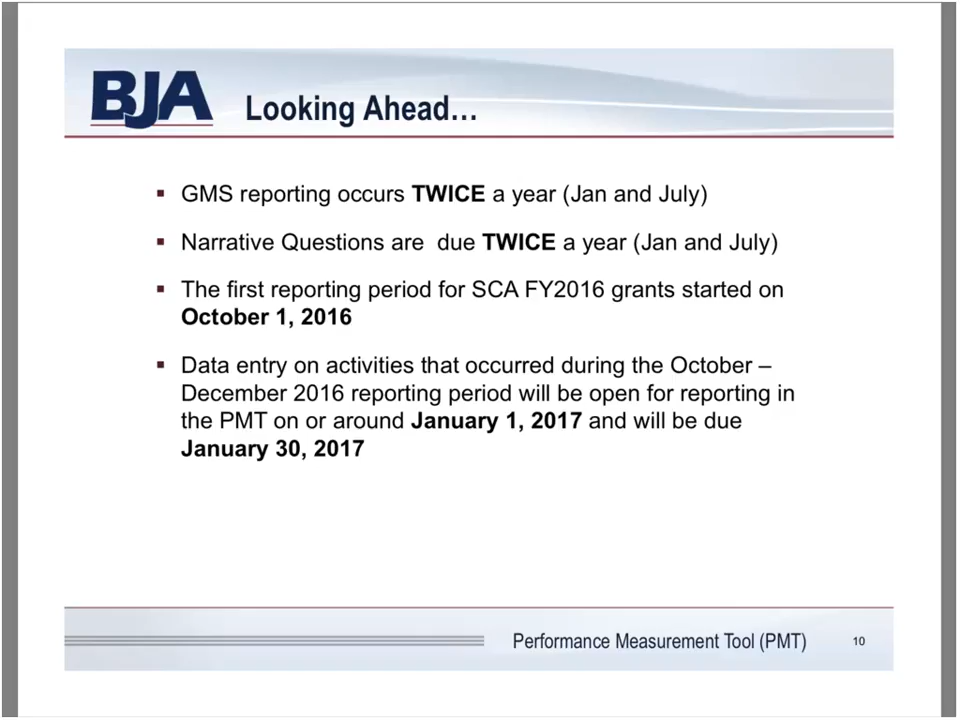 BJA
Looking Ahead…
▪ GMS reporting occurs TWICE a year (Jan and July)
▪ Narrative Questions are  due TWICE a year (Jan and July)
▪ The first reporting period for SCA FY2016 grants started on
October 1, 2016
▪ Data entry on activities that occurred during the October –
December 2016 reporting period will be open for reporting in
the PMT on or around January 1, 2017 and will be due
January 30, 2017
Performance Measurement Tool (PMT)
10